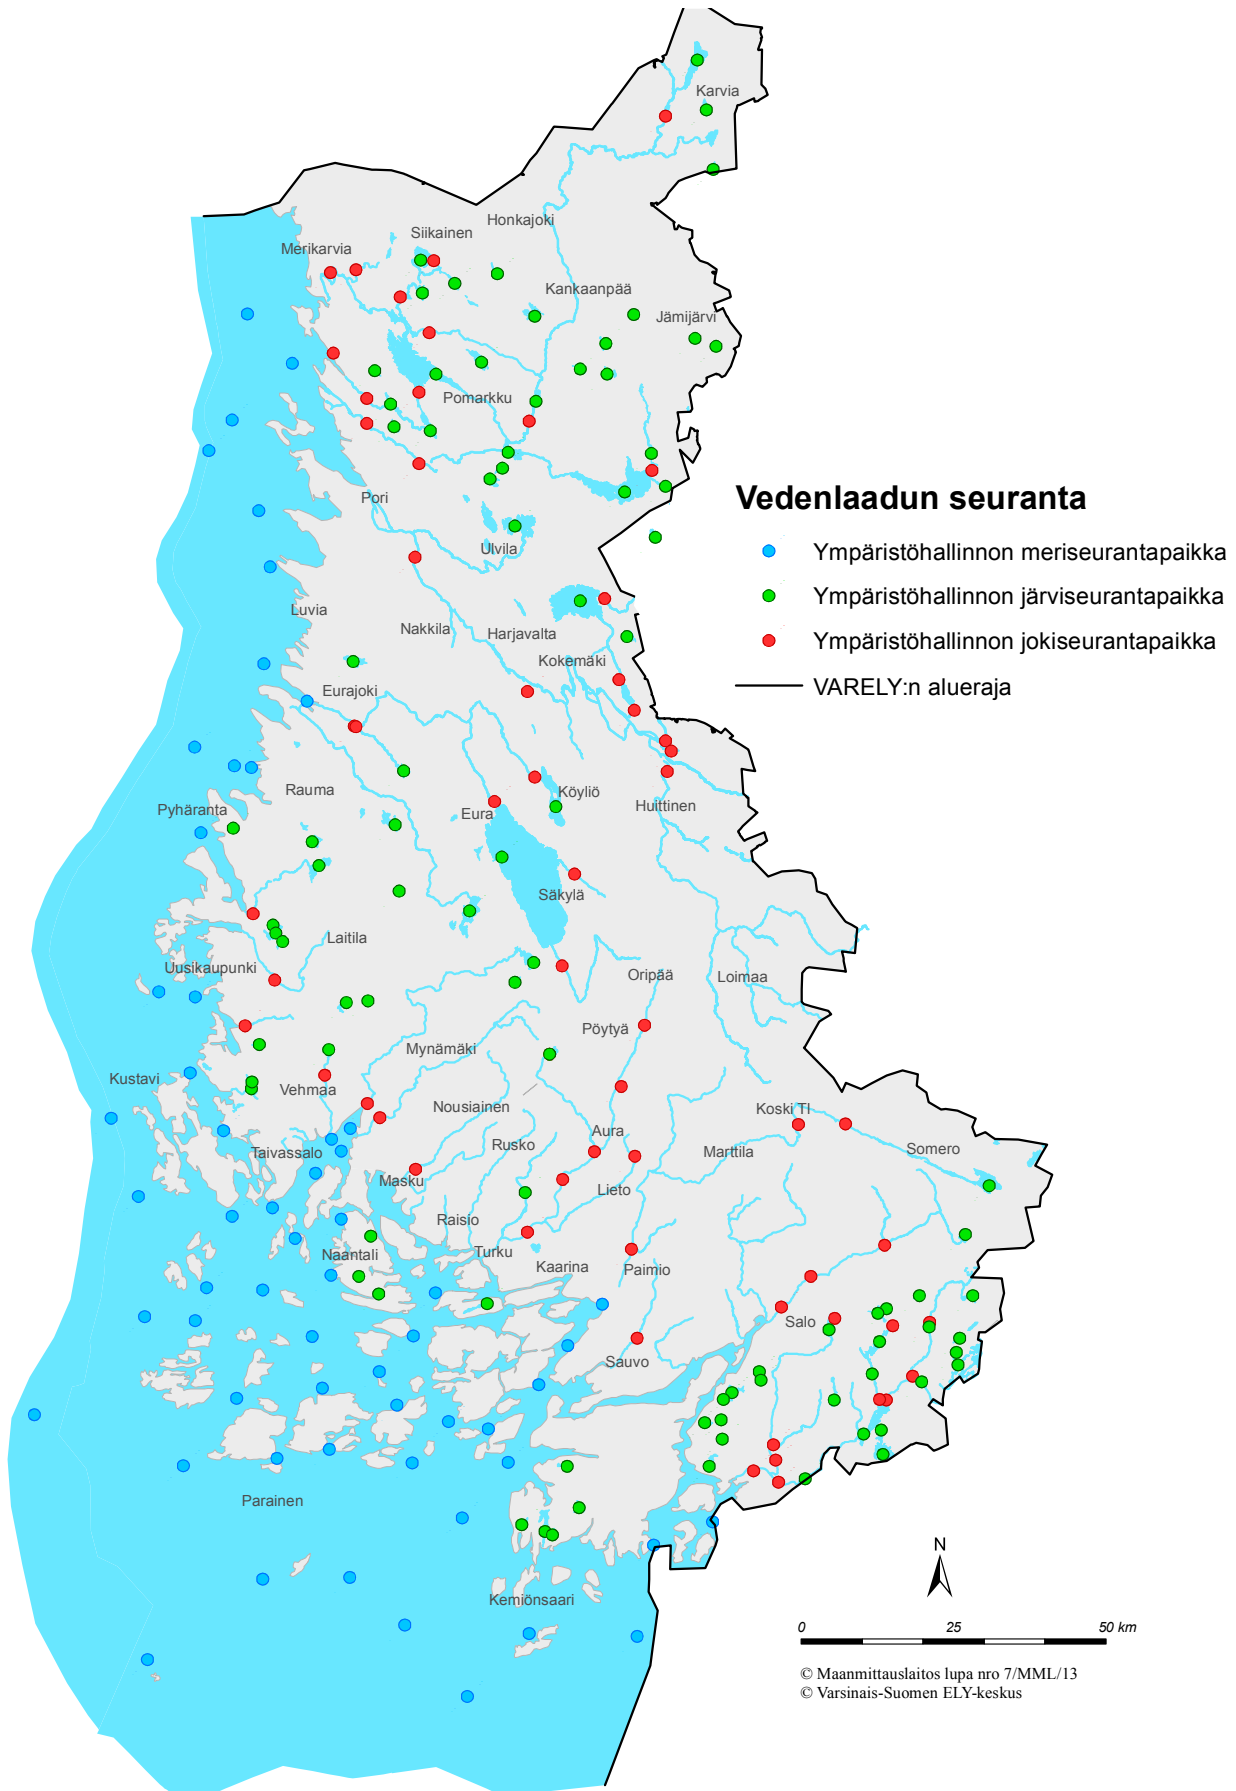 Karvia
Honkajoki
Siikainen
Merikarvia
Kankaanpää
Jämijärvi
Pomarkku
Vedenlaadun seuranta
Pori
Ympäristöhallinnon meriseurantapaikka
Ulvila
Ympäristöhallinnon järviseurantapaikka
Luvia
Nakkila
Harjavalta
Ympäristöhallinnon jokiseurantapaikka
Kokemäki
Eurajoki
VARELY:n alueraja
Rauma
Köyliö
Pyhäranta
Eura
Huittinen
Säkylä
Laitila
Uusikaupunki
Oripää
Loimaa
Pöytyä
Mynämäki
Kustavi
Vehmaa
Nousiainen
Koski Tl
Aura
Rusko
Marttila
Somero
Taivassalo
Masku
Lieto
Raisio
Turku
Naantali
Kaarina
Paimio
Salo
Sauvo
Parainen
N
Kemiönsaari
0 25 50 km
© Maanmittauslaitos lupa nro 7/MML/13
© Varsinais-Suomen ELY-keskus